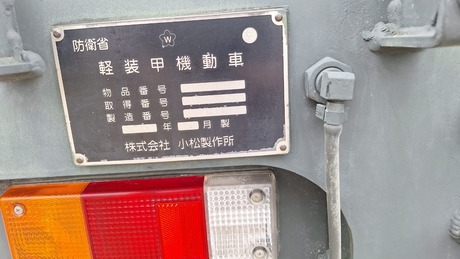 防衛省
W
軽装甲機動車
物品番号
取得番号
製造番号
年 月製
株式会社 小松製作所